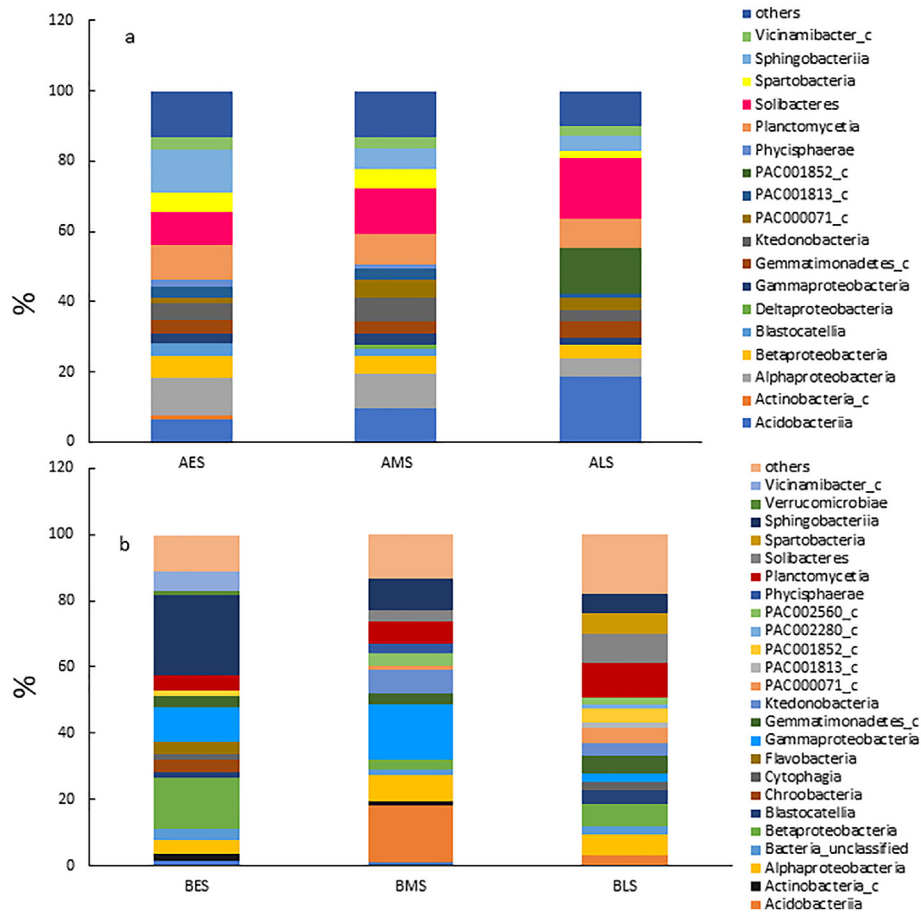 120
a
100
80
60
40
20
0
%
AES AMS ALS
others
Vicinamibacter_c
Sphingobacteriia
Spartobacteria
Solibacteres
Planctomycetia
Phycisphaerae
PAC001852_c
PAC001813_c
PAC000071_c
Ktedonobacteria
Gemmatimonadetes_c
Gammaproteobacteria
Deltaproteobacteria
Blastocatellia
Betaproteobacteria
Alphaproteobacteria
Actinobacteria_c
Acidobacteriia
120
b
100
80
60
40
20
0
%
BES BMS BLS
others
Vicinamibacter_c
Verrucomicrobiae
Sphingobacteriia
Spartobacteria
Solibacteres
Planctomycetia
Phycisphaerae
PAC002560_c
PAC002280_c
PAC001852_c
PAC001813_c
PAC000071_c
Ktedonobacteria
Gemmatimonadetes_c
Gammaproteobacteria
Flavobacteria
Cytophagia
Chroobacteria
Blastocatellia
Betaproteobacteria
Bacteria_unclassified
Alphaproteobacteria
Actinobacteria_c
Acidobacteriia